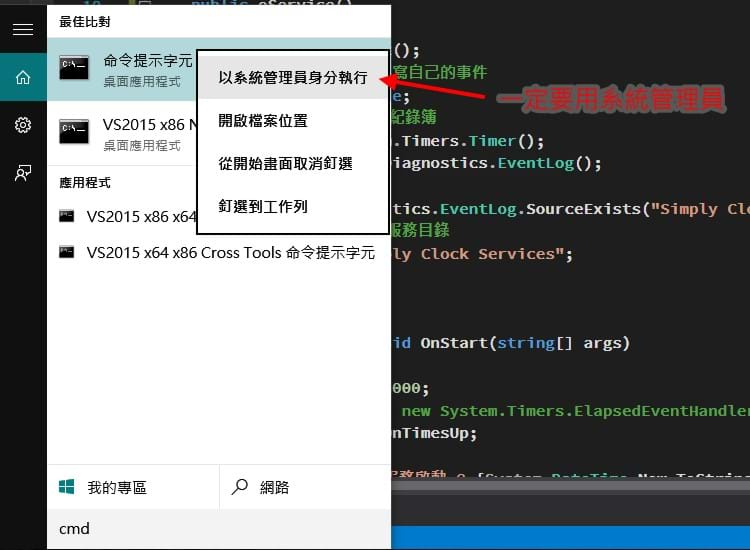 public eService()
最佳比對
命令提示字元
桌面應用程式
以系統管理員身分執行
開啟檔案位置
從開始畫面取消釘選
釘選到工作列
VS2015 x86 N
桌面應用程式
應用程式
VS2015 x86 x64
VS2015 x64 x86 Cross Tools 命令提示字元
一定要用系統管理員
();
寫自己的事件
e;
紀錄簿
.Timers.Timer();
iagnostics.EventLog();
tics.EventLog.SourceExists("Simply Clo
服務目錄
ly Clock Services";
id OnStart(string[] args)
000;
new System.Timers.ElapsedEventHandler
onTimesUp;
我的專區
網路
cmd